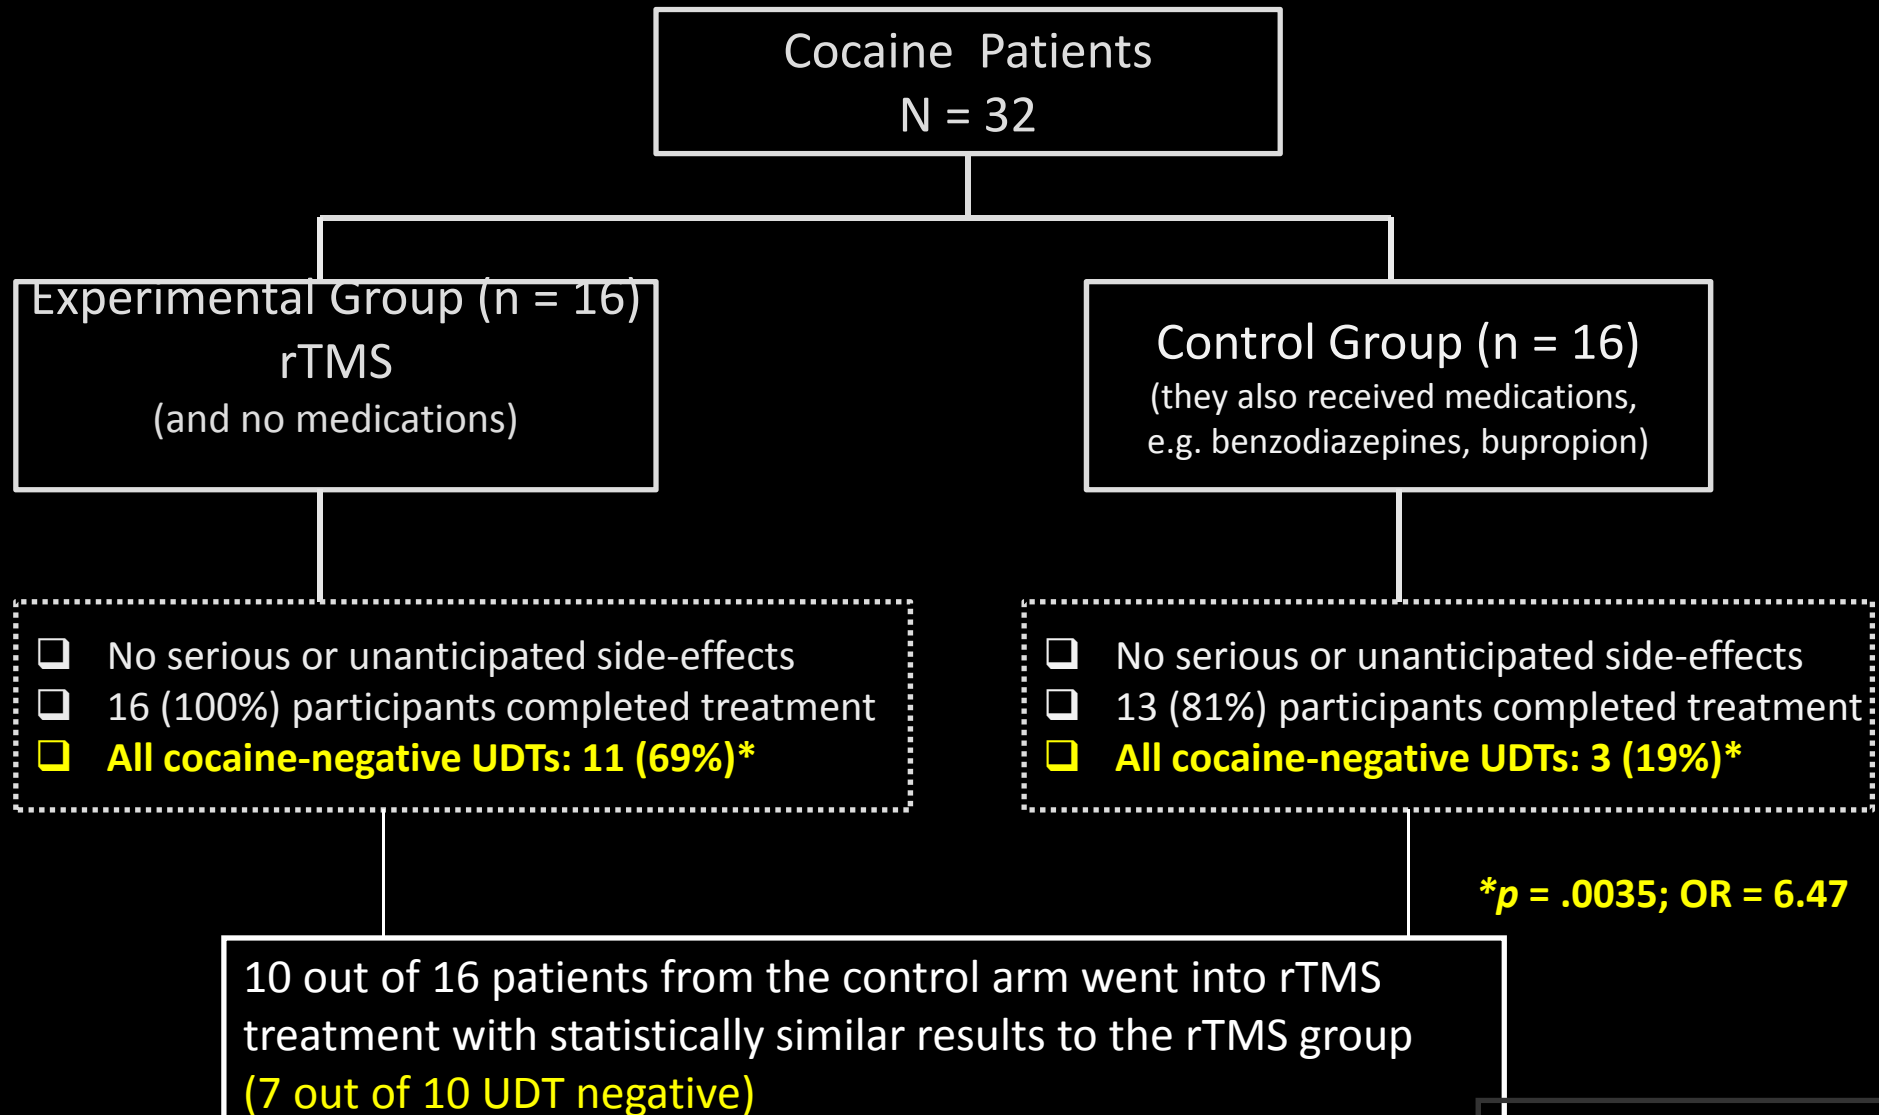 Cocaine Patients
N = 32
Experimental Group (n = 16)
rTMS
(and no medications)
Control Group (n = 16)
(they also received medications,
e.g. benzodiazepines, bupropion)
❑ No serious or unanticipated side-effects
❑ 16 (100%) participants completed treatment
❑ All cocaine-negative UDTs: 11 (69%)*
❑ No serious or unanticipated side-effects
❑ 13 (81%) participants completed treatment
❑ All cocaine-negative UDTs: 3 (19%)*
*p = .0035; OR = 6.47
10 out of 16 patients from the control arm went into rTMS
treatment with statistically similar results to the rTMS group
(7 out of 10 UDT negative)